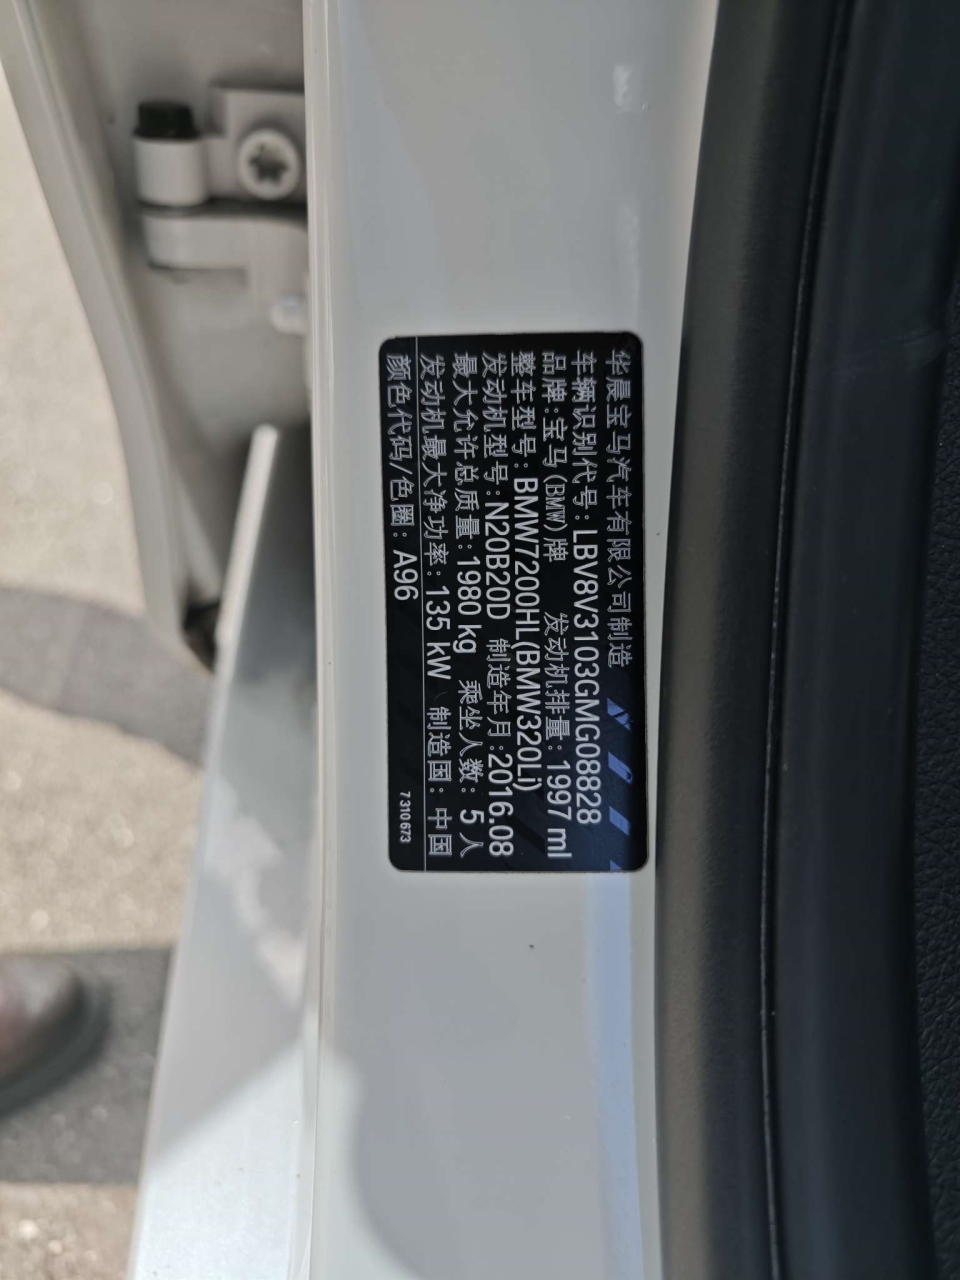 华晨宝马汽车有限公司制造
车辆识别代号:LBV8V3103GMG08828
品牌:宝马(BMW)牌 发动机排量:1997 ml
整车型号:BMW7200HL(BMW320Li)
发动机型号:N20B20D 制造年月:2016.08
最大允许总质量:1980 kg 乘坐人数:5 人
发动机最大净功率:135 kW 制造国:中国
颜色代码/色圈:A96 7 310 673